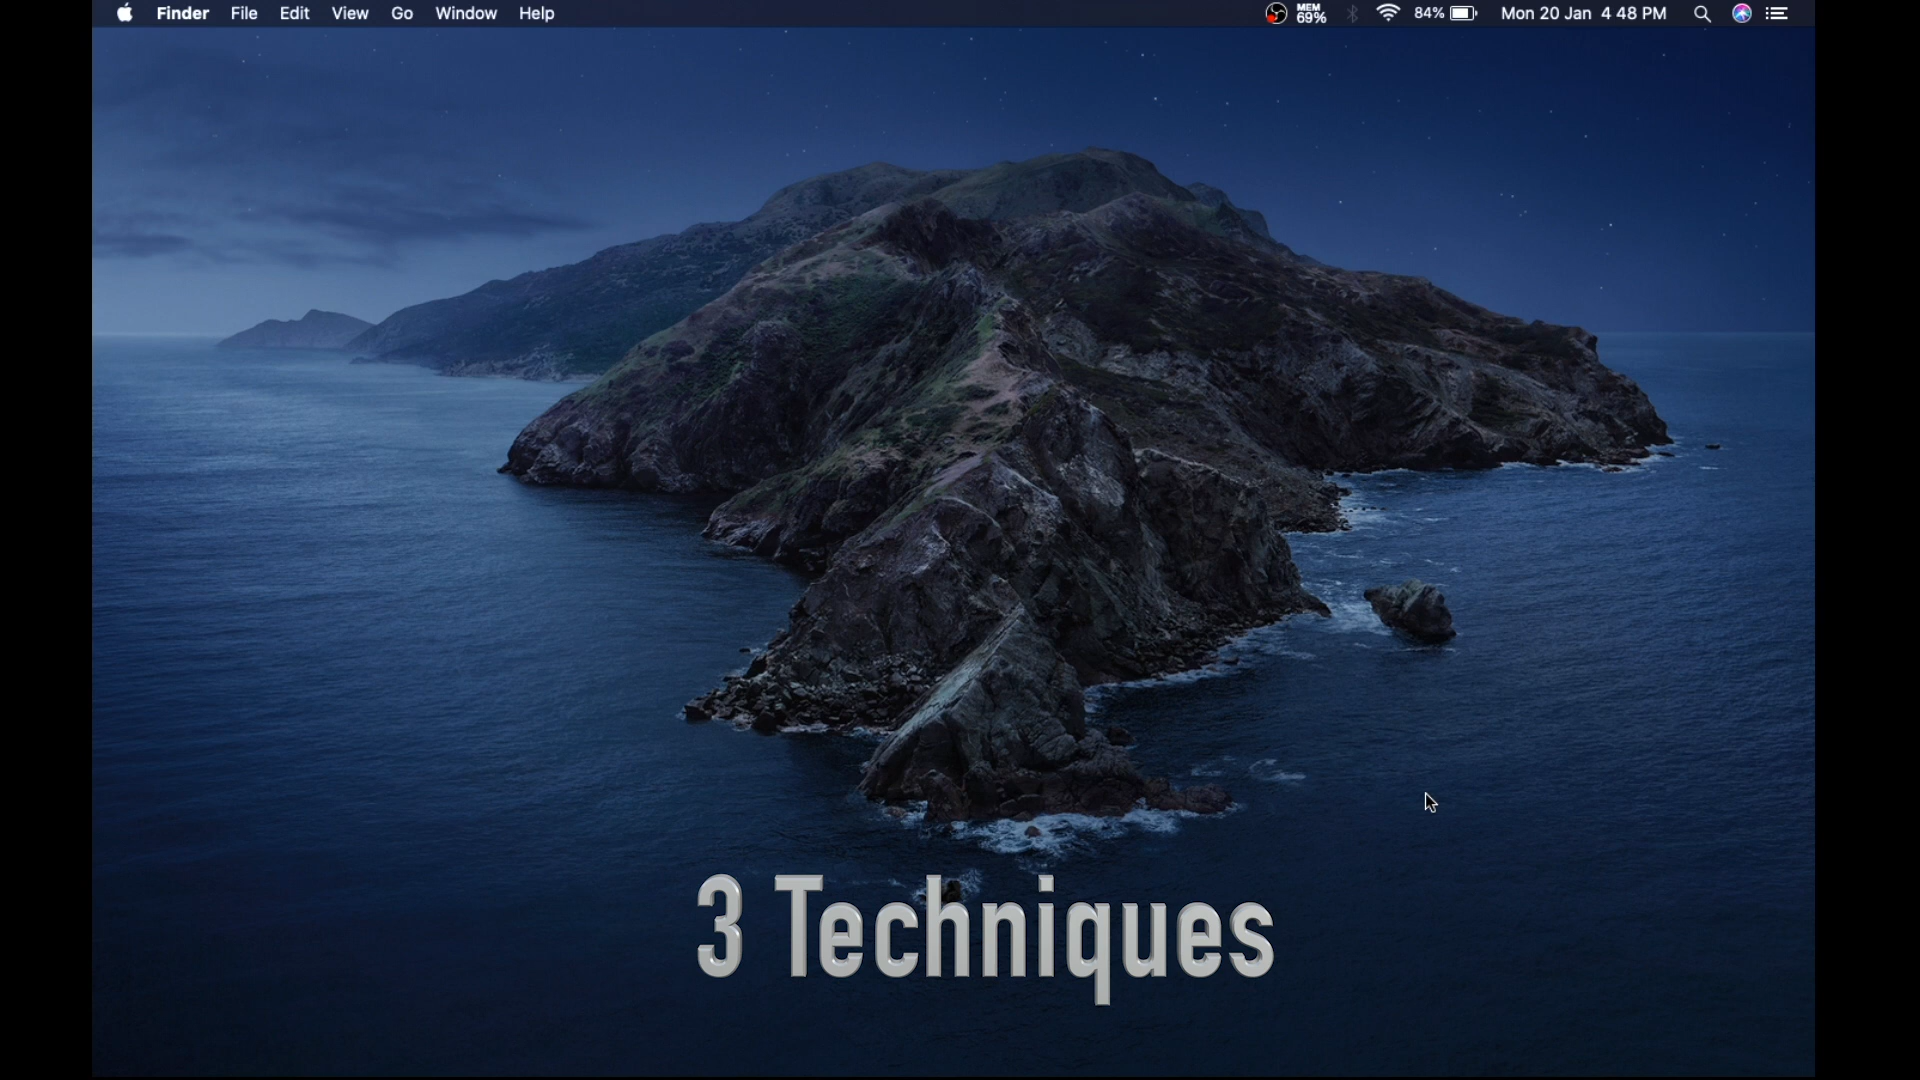 Finder File Edit View Go Window Help MEM 69% 84% Mon 20 Jan 4 48 PM
3 Techniques